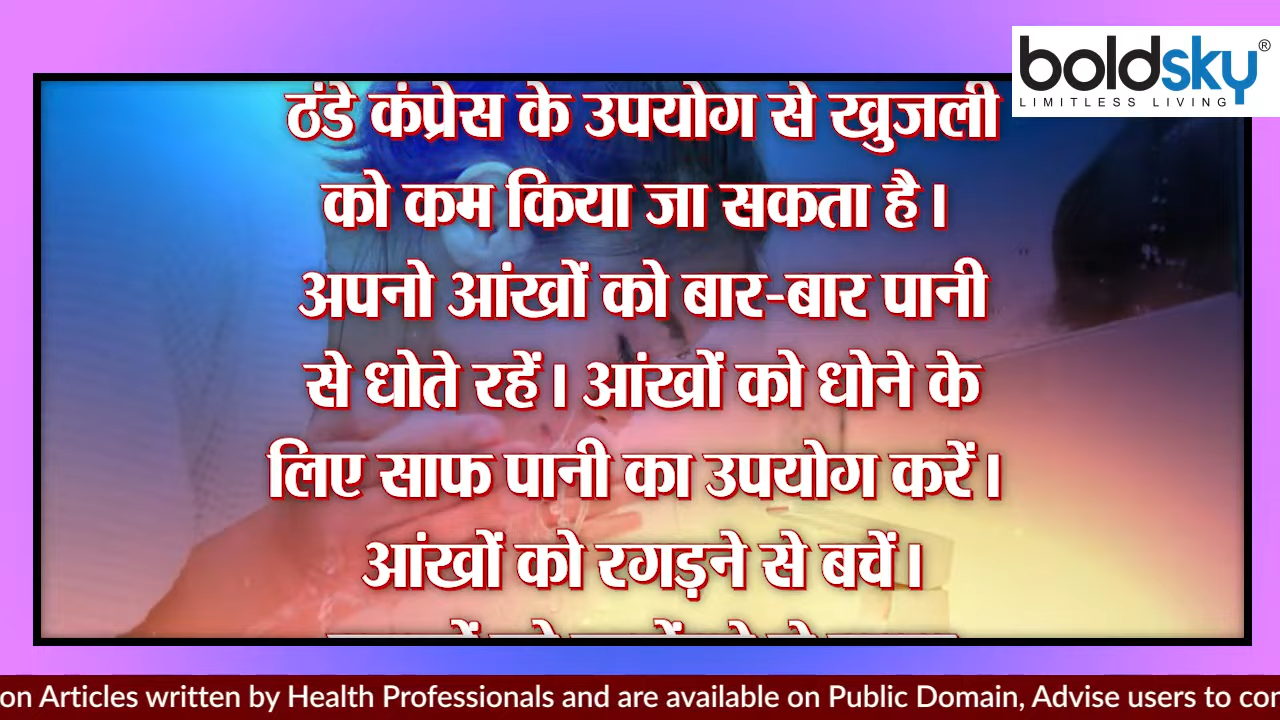 boldsky®
LIMITLESS LIVING
ठंडे कंप्रेस के उपयोग से खुजली
को कम किया जा सकता है।
अपनो आंखों को बार-बार पानी
से धोते रहें। आंखों को धोने के
लिए साफ पानी का उपयोग करें।
आंखों को रगड़ने से बचें।
on Articles written by Health Professionals and are available on Public Domain, Advise users to